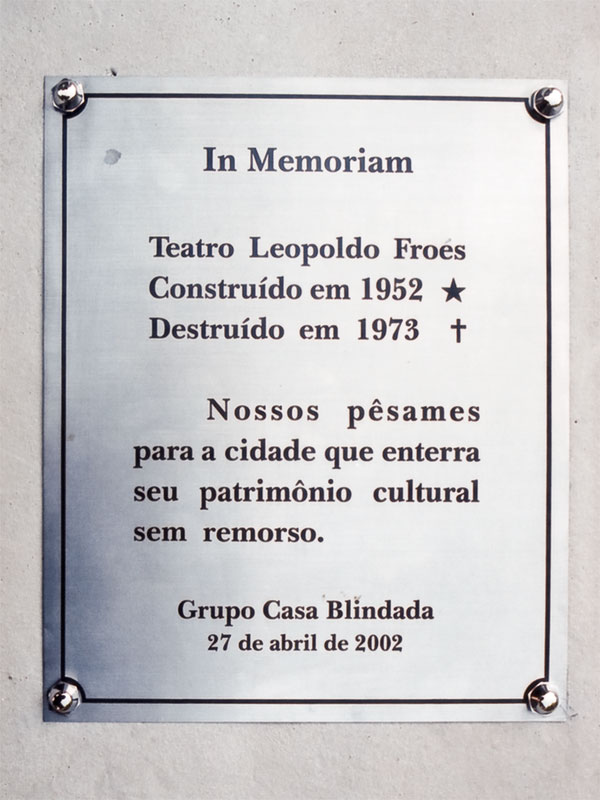 In Memoriam
Teatro Leopoldo Froés
Construído em 1952 ★
Destruído em 1973 ✝
Nossos pêsames
para a cidade que enterra
seu patrimônio cultural
sem remorso.
Grupo Casa Blindada
27 de abril de 2002